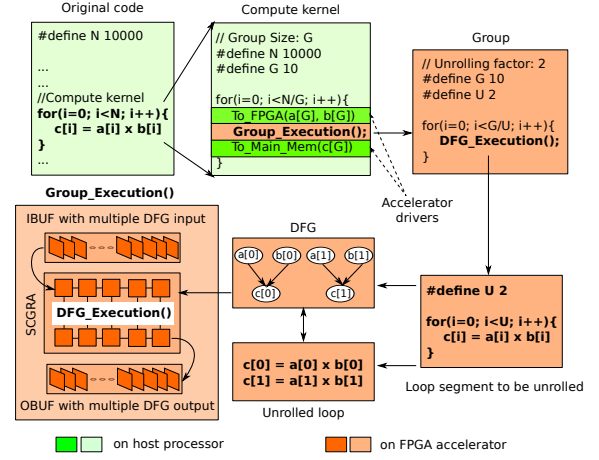 Original code
#define N 10000
...
...
//Compute kernel
for(i=0; i<N; i++){
c[i] = a[i] x b[i]
}
...
Compute kernel
// Group Size: G
#define N 10000
#define G 10
for(i=0; i<N/G; i++){
To_FPGA(a[G], b[G])
Group_Execution();
To_Main_Mem(c[G])
}
Group
// Unrolling factor: 2
#define G 10
#define U 2
for(i=0; i<G/U; i++){
DFG_Execution();
}
Accelerator
drivers
Group_Execution()
IBUF with multiple DFG input
SCGRA
DFG_Execution()
OBUF with multiple DFG output
DFG
a[0]
b[0]
a[1]
b[1]
c[0]
c[1]
#define U 2
for(i=0; i<U; i++){
c[i] = a[i] x b[i]
}
Loop segment to be unrolled
c[0] = a[0] x b[0]
c[1] = a[1] x b[1]
Unrolled loop
on host processor
on FPGA accelerator